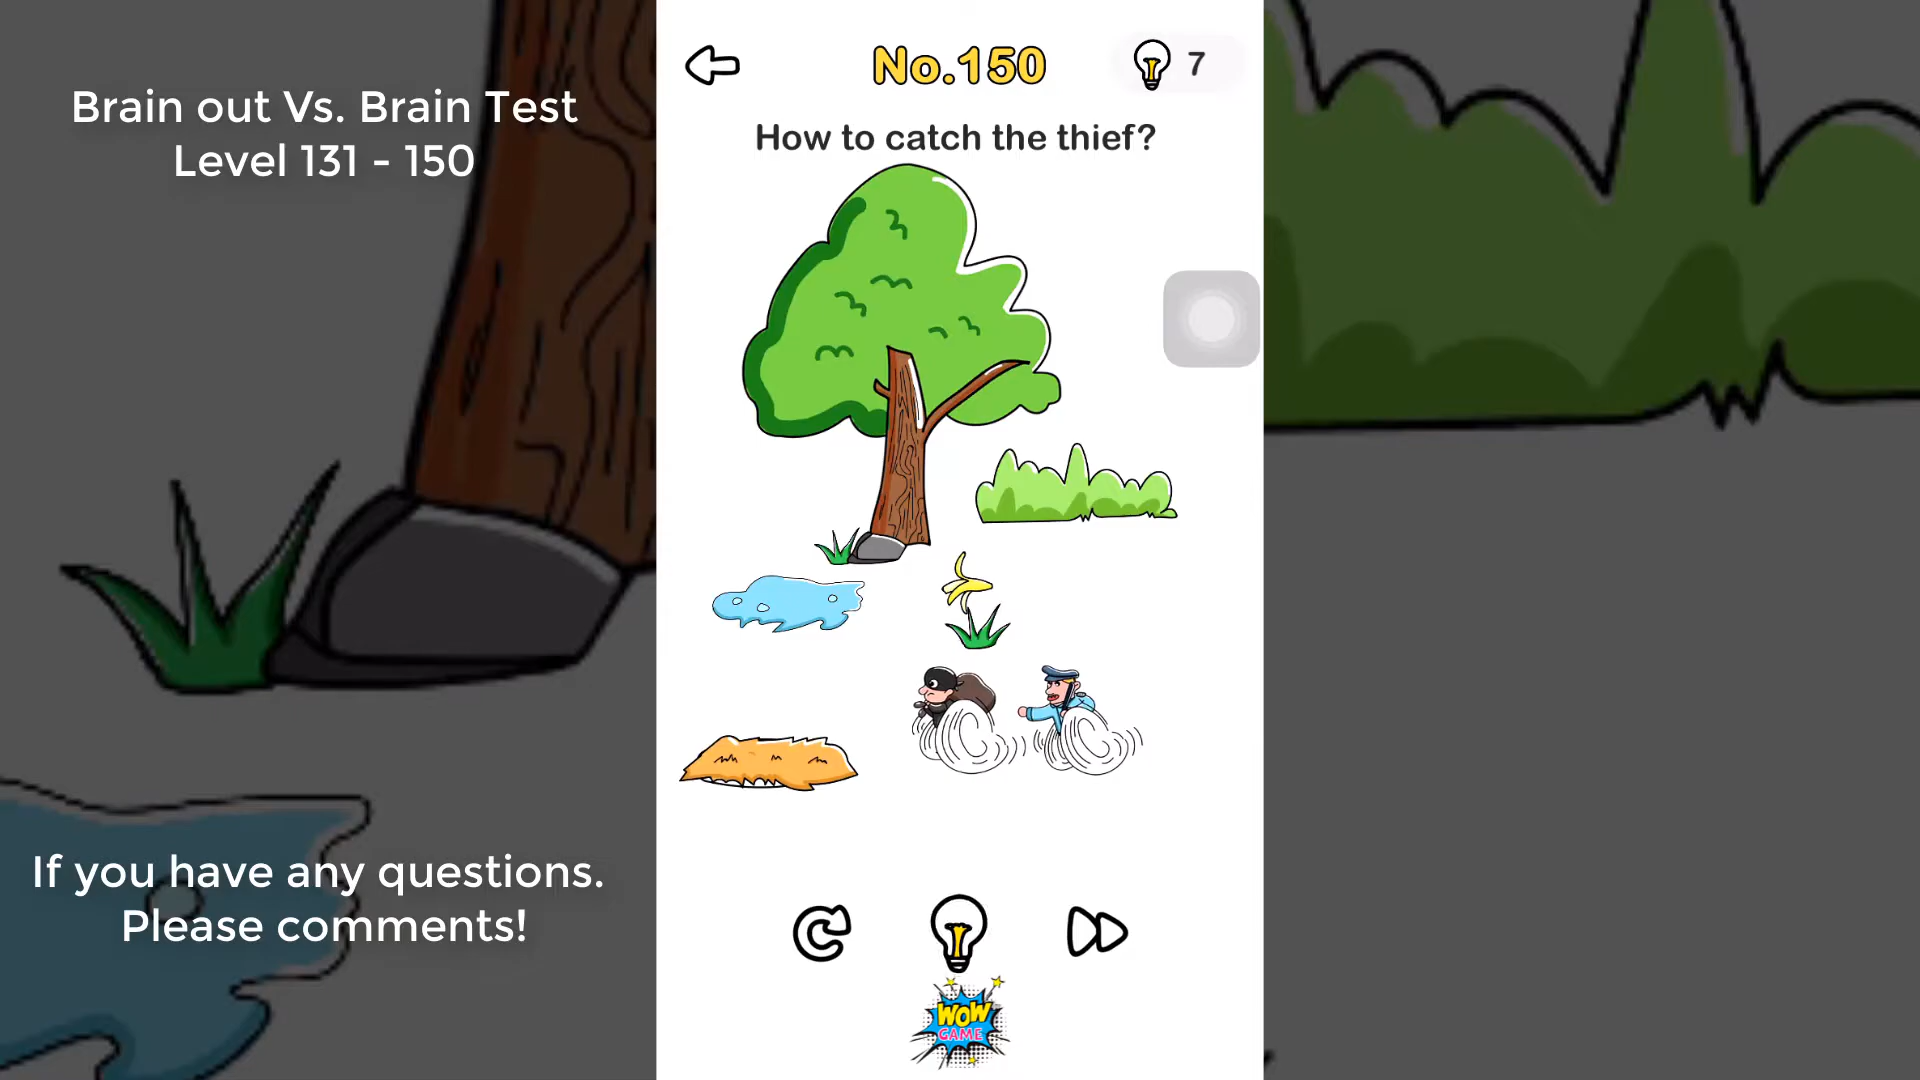 Brain out Vs. Brain Test
Level 131 - 150
No.150
7
How to catch the thief?
If you have any questions.
Please comments!
WOW
GAME